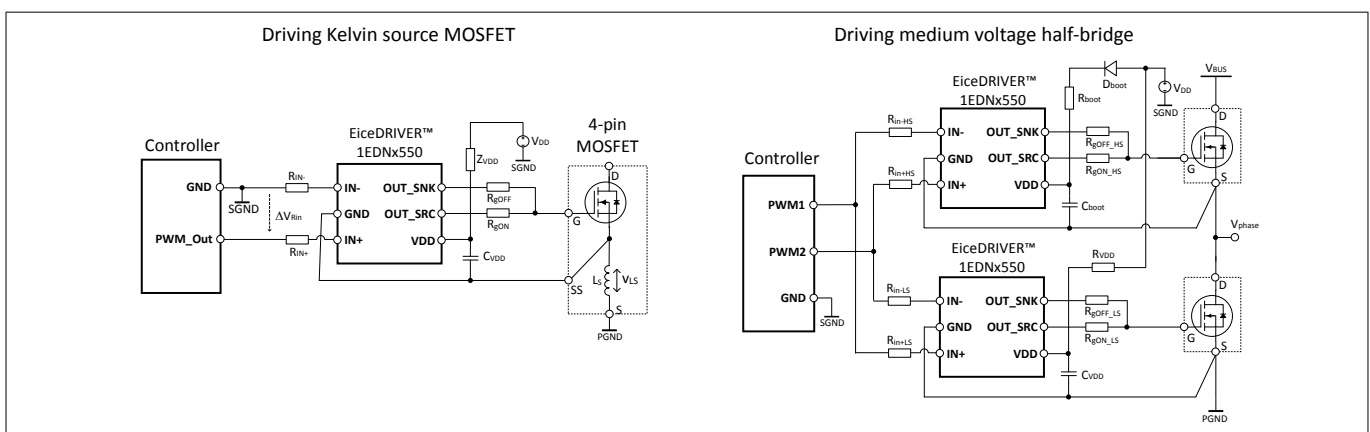 Driving Kelvin source MOSFET
Controller
GND
PWM_Out
SGND
ΔVRin
RIN-
RIN+
EiceDRIVER™
1EDNx550
IN-
GND
IN+
OUT_SNK
OUT_SRC
VDD
ZVDD
VDD
SGND
RgOFF
RgON
CVDD
4-pin
MOSFET
D
G
SS
LS
VLS
S
PGND
Driving medium voltage half-bridge
Controller
PWM1
PWM2
GND
SGND
Rin-HS
Rin+HS
EiceDRIVER™
1EDNx550
IN-
GND
IN+
OUT_SNK
OUT_SRC
VDD
Rboot
Dboot
VDD
SGND
RgOFF_HS
RgON_HS
Cboot
VBUS
D
G
S
Vphase
Rin-LS
Rin+LS
EiceDRIVER™
1EDNx550
IN-
GND
IN+
OUT_SNK
OUT_SRC
VDD
RVDD
RgOFF_LS
RgON_LS
CVDD
D
G
S
PGND